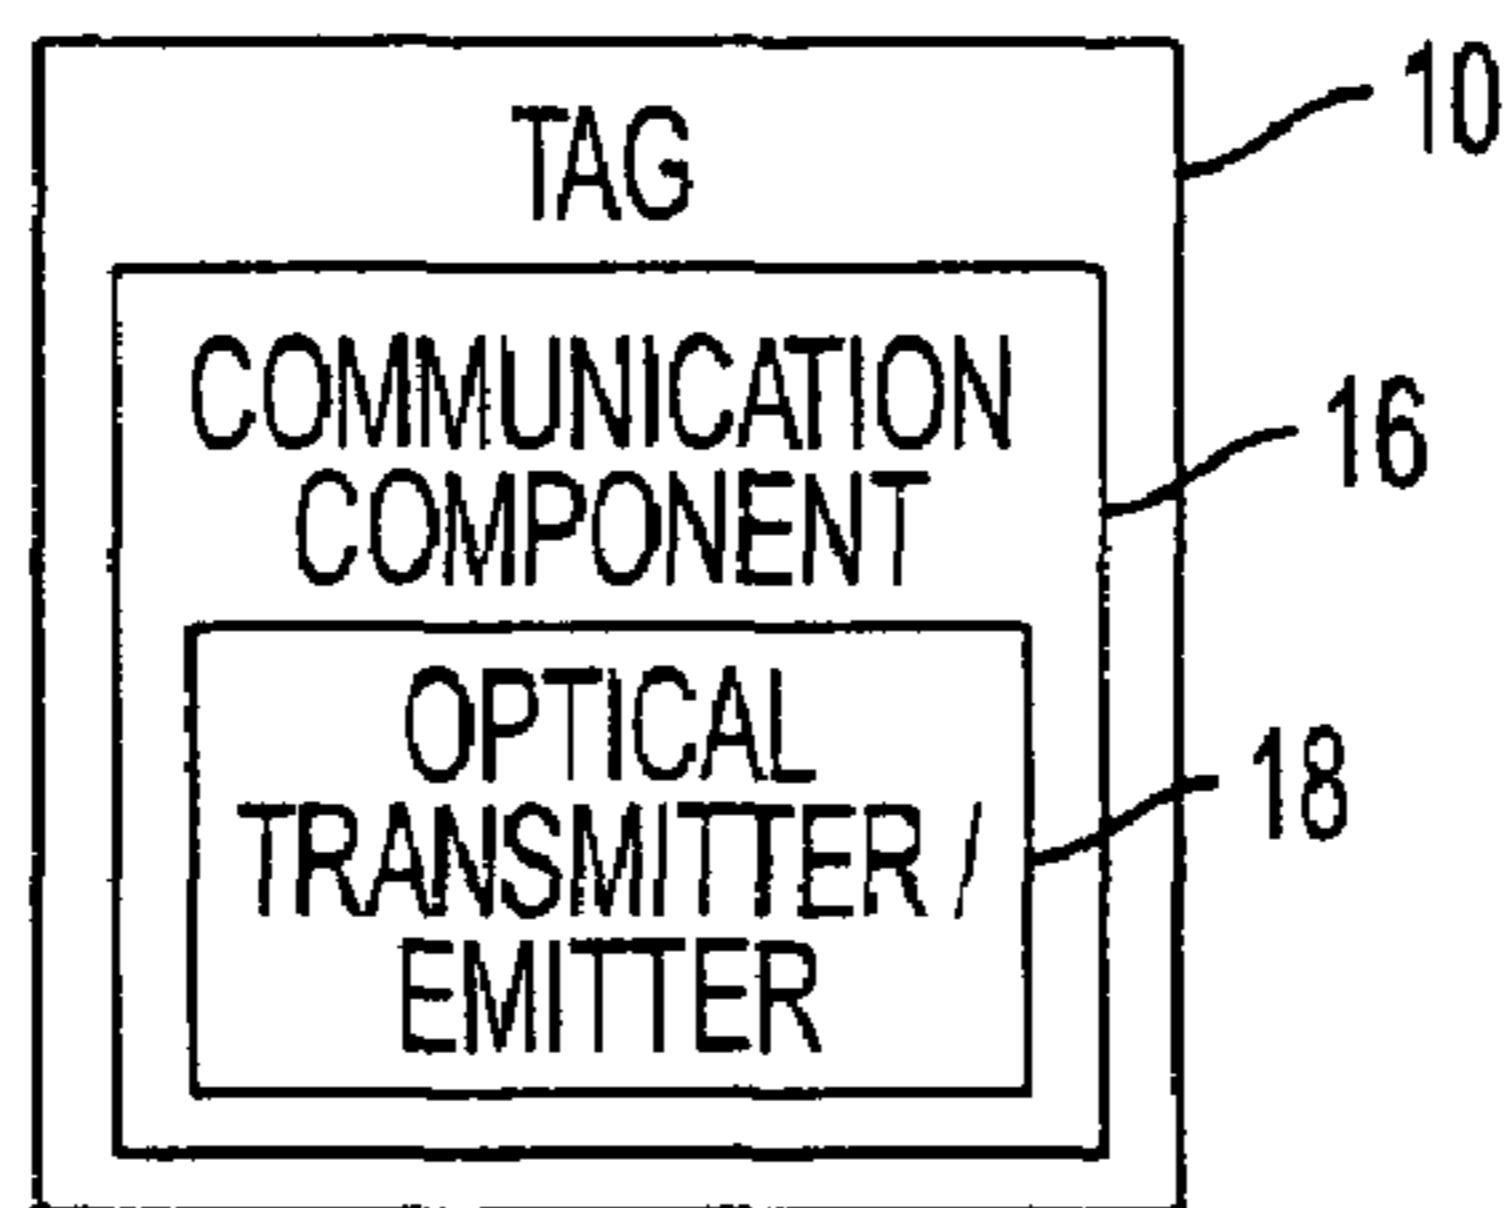 TAG
10
COMMUNICATION
COMPONENT
16
OPTICAL
TRANSMITTER /
EMITTER
18